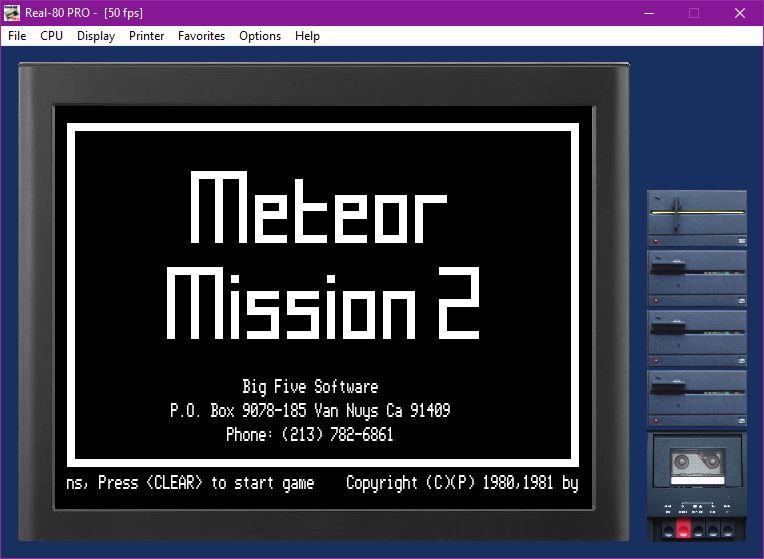 Real-80 PRO - [50 fps]
File CPU Display Printer Favorites Options Help
Meteor
Mission 2
Big Five Software
P.O. Box 9078-185 Van Nuys Ca 91409
Phone: (213) 782-6861
ns, Press <CLEAR> to start game Copyright (C)(P) 1980,1981 by